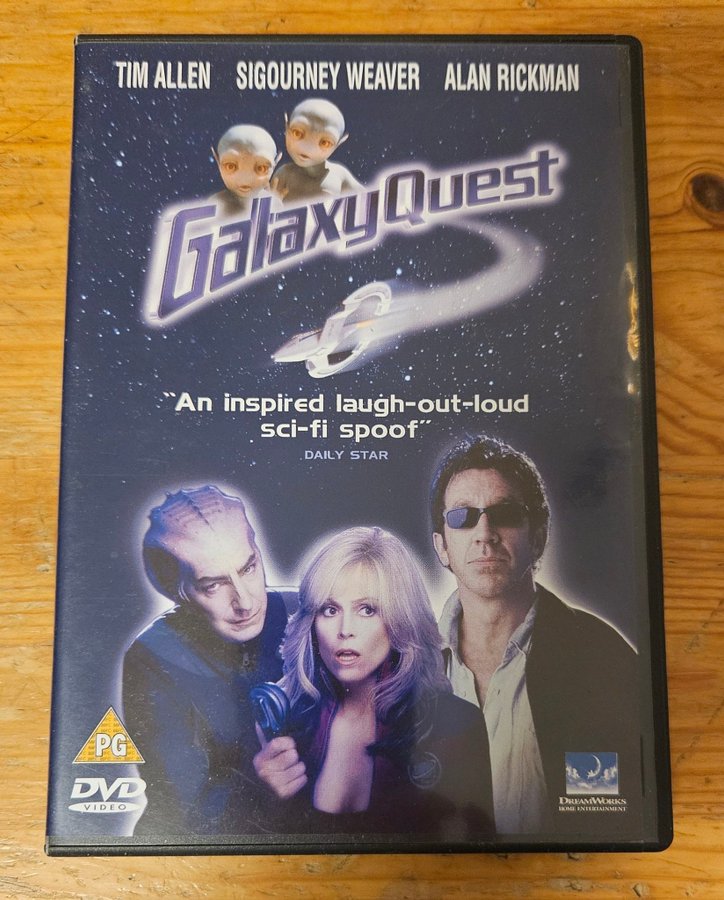 TIM ALLEN SIGOURNEY WEAVER ALAN RICKMAN
GalaxyQuest
"An inspired laugh-out-loud
sci-fi spoof"
DAILY STAR
PG
DVD
VIDEO
DREAMWORKS
HOME ENTERTAINMENT